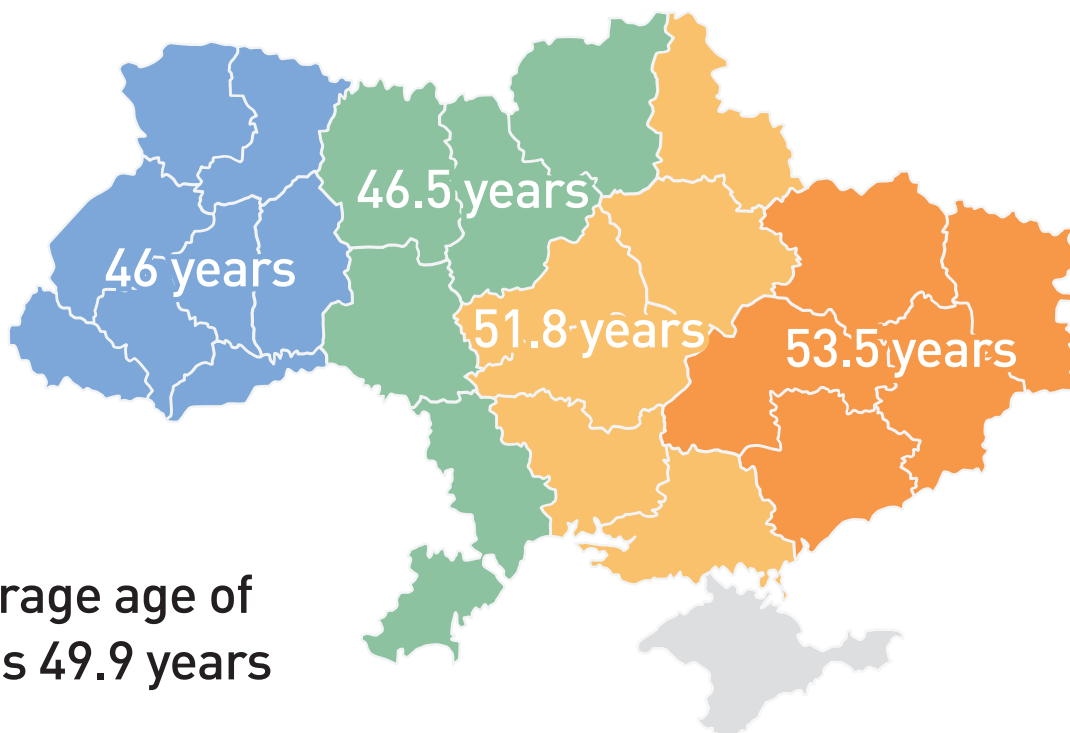 46.5 years
46 years
51.8 years
53.5 years
rage age of
s 49.9 years